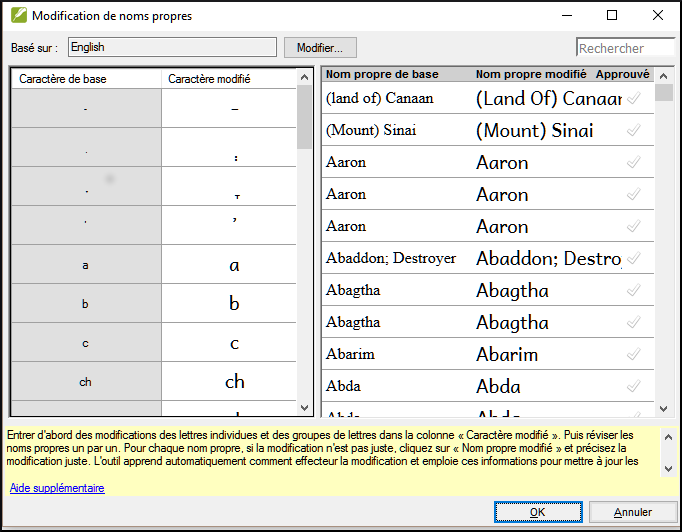 Modification de noms propres
Basé sur : English Modifier... Rechercher
Caractère de base Caractère modifié
- –
a a
b b
c c
ch ch
Nom propre de base Nom propre modifié Approuvé
(land of) Canaan (Land Of) Canaan
(Mount) Sinai (Mount) Sinai
Aaron Aaron
Aaron Aaron
Aaron Aaron
Abaddon; Destroyer Abaddon; Destro
Abagtha Abagtha
Abagtha Abagtha
Abarim Abarim
Abda Abda
Abda Abda
Entrer d'abord des modifications des lettres individues et des groupes de lettres dans la colonne « Caractère modifié ». Puis réviser les
noms propres un par un. Pour chaque nom propre, si la modification n'est pas juste, cliquez sur « Nom propre modifié » et précisez la
modification juste. L'outil apprend automatiquement comment effecteur la modification et emploie ces informations pour mettre à jour les
Aide supplémentaire
OK Annuler